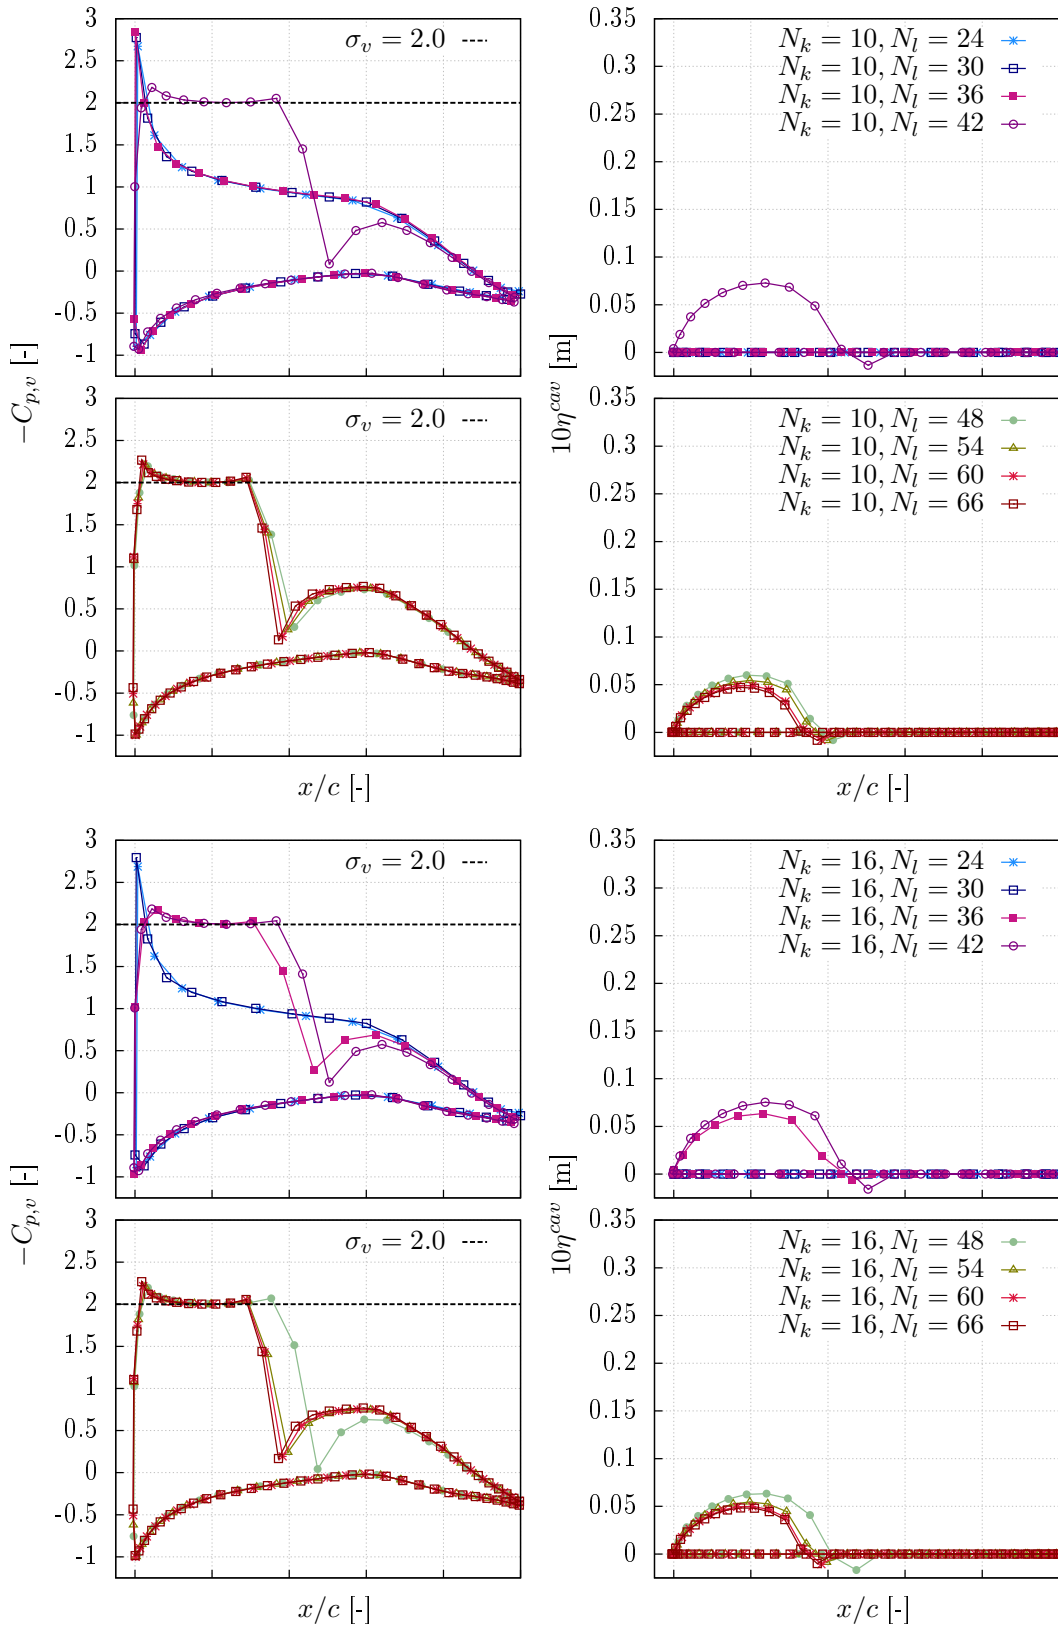 3
2.5
2
1.5
1
0.5
0
-0.5
-1
σ_v = 2.0
0.35
0.3
0.25
0.2
0.15
0.1
0.05
0
N_k = 10, N_l = 24
N_k = 10, N_l = 30
N_k = 10, N_l = 36
N_k = 10, N_l = 42
−C_{p,v} [-]
10η^{cav} [m]
3
2.5
2
1.5
1
0.5
0
-0.5
-1
σ_v = 2.0
x/c [-]
0.35
0.3
0.25
0.2
0.15
0.1
0.05
0
N_k = 10, N_l = 48
N_k = 10, N_l = 54
N_k = 10, N_l = 60
N_k = 10, N_l = 66
x/c [-]
3
2.5
2
1.5
1
0.5
0
-0.5
-1
σ_v = 2.0
0.35
0.3
0.25
0.2
0.15
0.1
0.05
0
N_k = 16, N_l = 24
N_k = 16, N_l = 30
N_k = 16, N_l = 36
N_k = 16, N_l = 42
−C_{p,v} [-]
10η^{cav} [m]
3
2.5
2
1.5
1
0.5
0
-0.5
-1
σ_v = 2.0
x/c [-]
0.35
0.3
0.25
0.2
0.15
0.1
0.05
0
N_k = 16, N_l = 48
N_k = 16, N_l = 54
N_k = 16, N_l = 60
N_k = 16, N_l = 66
x/c [-]